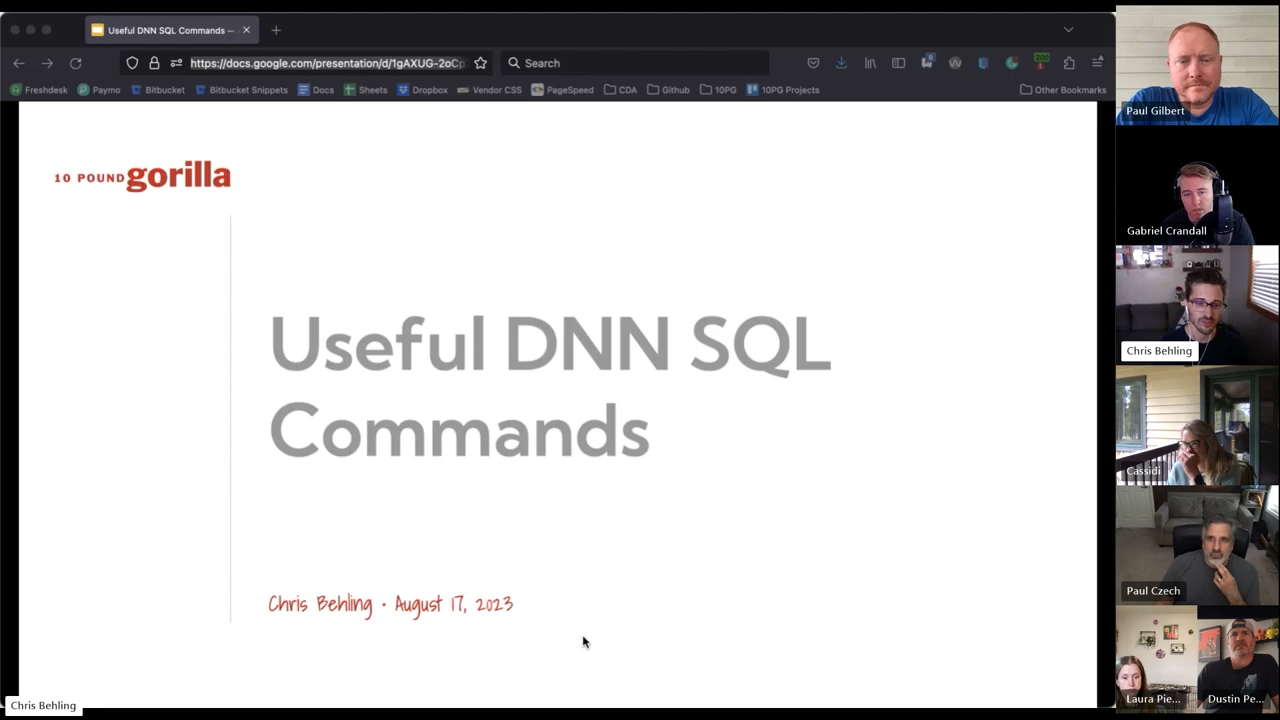 Useful DNN SQL Commands —
https://docs.google.com/presentation/d/1gAXUG-2oCp
Search
200
Freshdesk
Paymo
Bitbucket
Bitbucket Snippets
Docs
Sheets
Dropbox
Vendor CSS
PageSpeed
CDA
Github
10PG
10PG Projects
Other Bookmarks
10 POUND gorilla
Useful DNN SQL
Commands
Chris Behling • August 17, 2023
Chris Behling
Paul Gilbert
Gabriel Crandall
Chris Behling
Cassidi
Paul Czech
Laura Pie...
Dustin Pe...